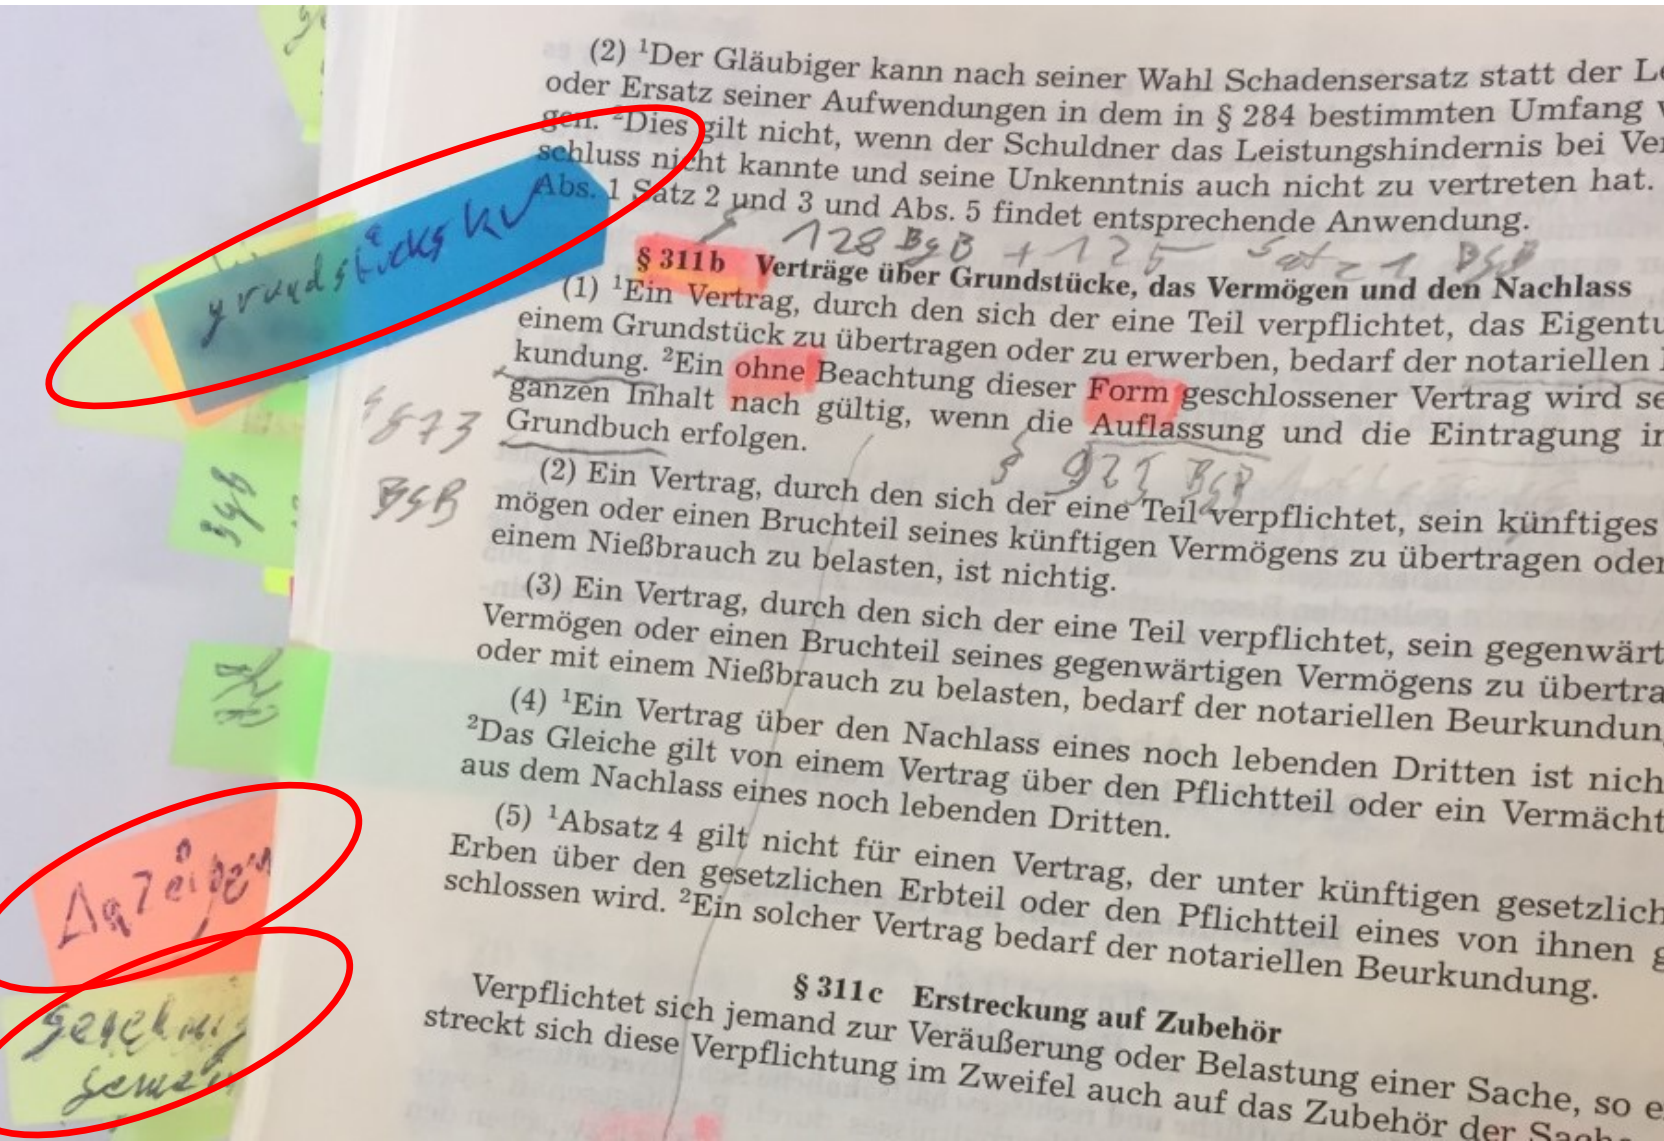 (2) ¹Der Gläubiger kann nach seiner Wahl Schadensersatz statt der
oder Ersatz seiner Aufwendungen in dem in § 284 bestimmten Umfang
gen. ²Dies gilt nicht, wenn der Schuldner das Leistungshindernis bei
schluss nicht kannte und seine Unkenntnis auch nicht zu vertreten hat.
Abs. 1 Satz 2 und 3 und Abs. 5 findet entsprechende Anwendung.
grundstücks kv
§ 128 BGB + 125 Satz 1 BGB
§ 311b Verträge über Grundstücke, das Vermögen und den Nachlass
(1) ¹Ein Vertrag, durch den sich der eine Teil verpflichtet, das Eigentu
einem Grundstück zu übertragen oder zu erwerben, bedarf der notariellen
kundung. ²Ein ohne Beachtung dieser Form geschlossener Vertrag wird se
ganzen Inhalt nach gültig, wenn die Auflassung und die Eintragung
Grundbuch erfolgen.
§ 873
BGB
§ 925 BGB
(2) Ein Vertrag, durch den sich der eine Teil verpflichtet, sein künftiges
mögen oder einen Bruchteil seines künftigen Vermögens zu übertragen oder
einem Nießbrauch zu belasten, ist nichtig.
(3) Ein Vertrag, durch den sich der eine Teil verpflichtet, sein gegenwärt
Vermögen oder einen Bruchteil seines gegenwärtigen Vermögens zu übertra
oder mit einem Nießbrauch zu belasten, bedarf der notariellen Beurkundun
(4) ¹Ein Vertrag über den Nachlass eines noch lebenden Dritten ist nich
²Das Gleiche gilt von einem Vertrag über den Pflichtteil oder ein Vermächt
aus dem Nachlass eines noch lebenden Dritten.
(5) ¹Absatz 4 gilt nicht für einen Vertrag, der unter künftigen gesetzlich
Erben über den gesetzlichen Erbteil oder den Pflichtteil eines von ihnen g
schlossen wird. ²Ein solcher Vertrag bedarf der notariellen Beurkundung.
Anzeigen
§ 311c Erstreckung auf Zubehör
Verpflichtet sich jemand zur Veräußerung oder Belastung einer Sache, so e
streckt sich diese Verpflichtung im Zweifel auch auf das Zubehör der Sache